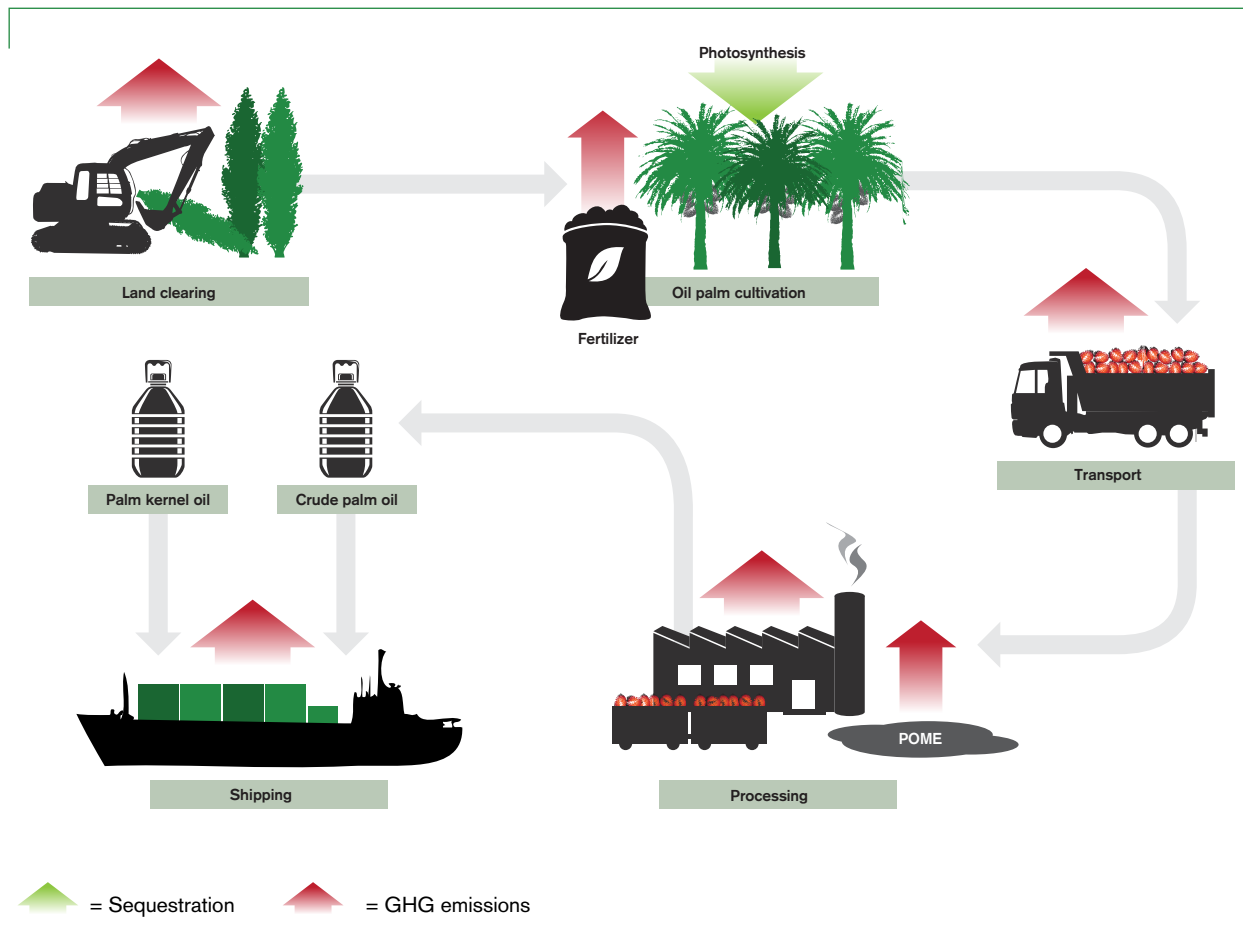 Photosynthesis
Land clearing
Oil palm cultivation
Fertilizer
Transport
Palm kernel oil
Crude palm oil
POME
Shipping
Processing
= Sequestration
= GHG emissions